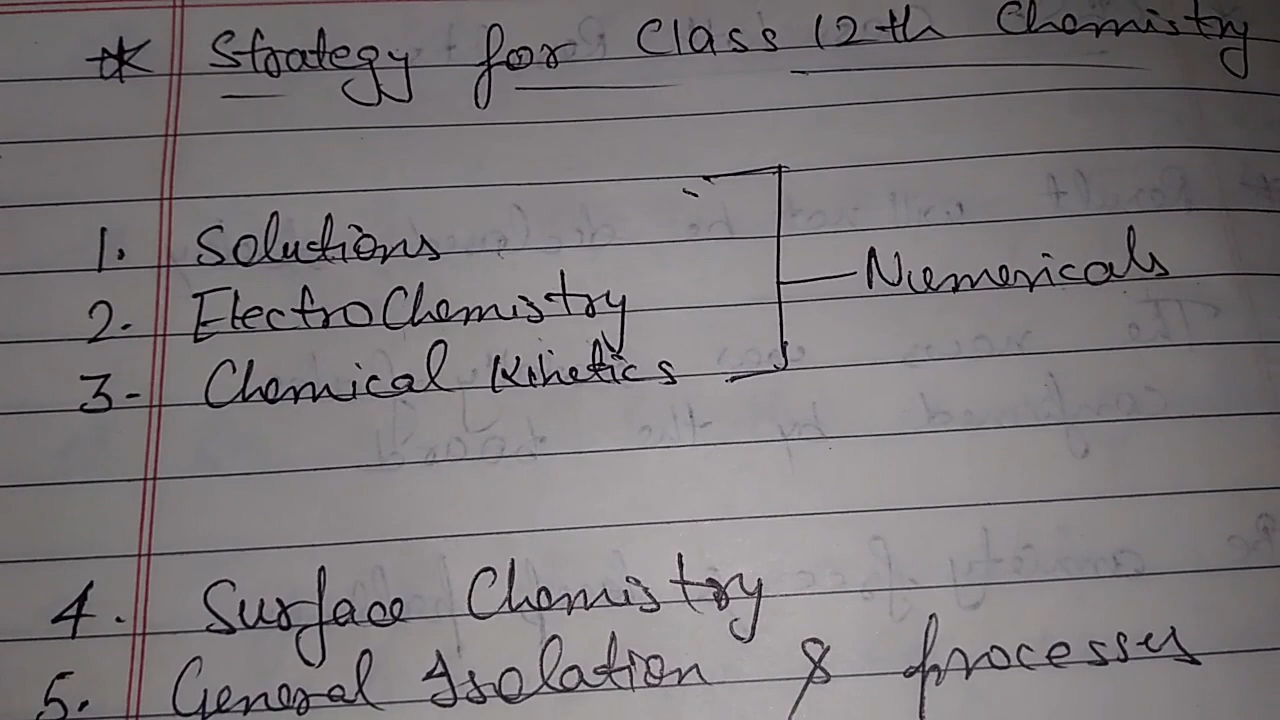 * Strategy for Class 12th Chemistry
1. Solutions
2. ElectroChemistry
3- Chemical Kinetics
— Numericals
4. Surface Chemistry
5. General Isolation & processes